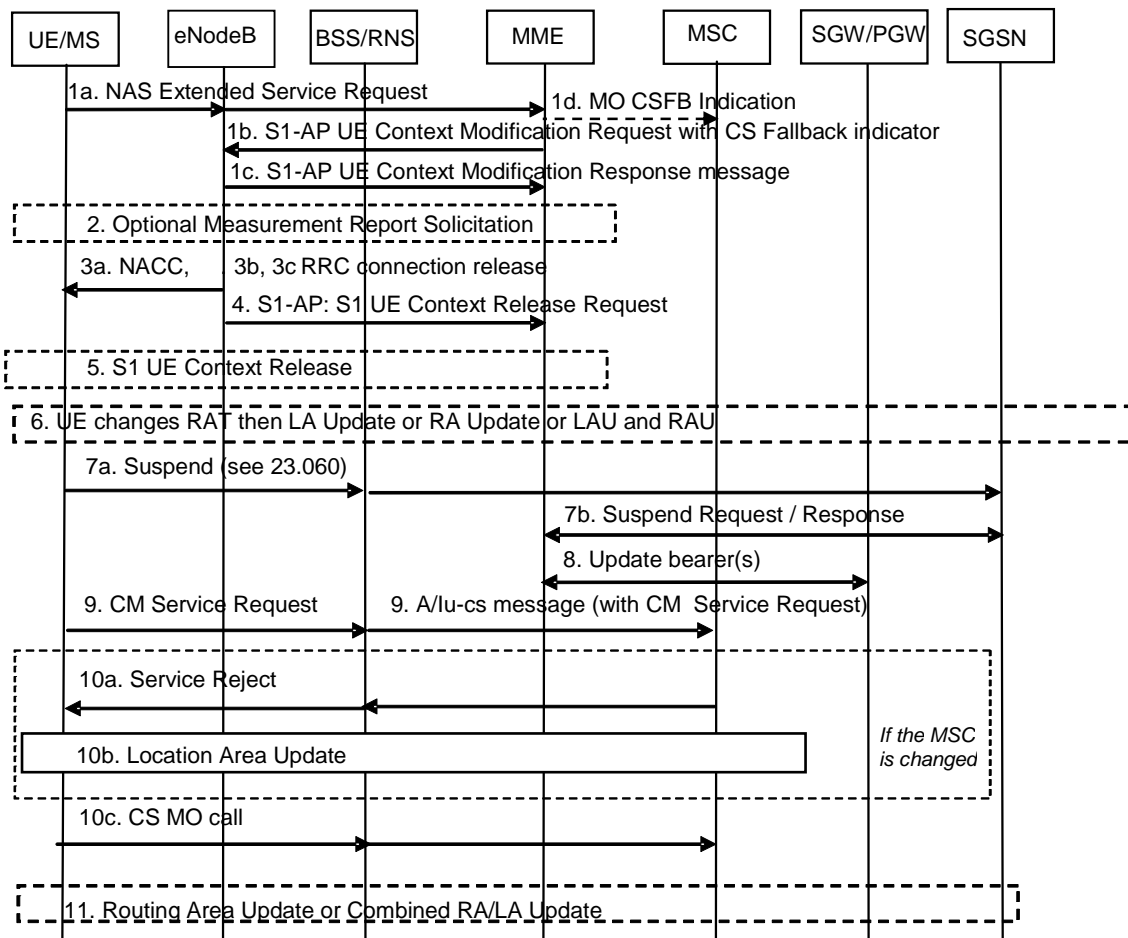 UE/MS
eNodeB
BSS/RNS
MME
MSC
SGW/PGW
SGSN
1a. NAS Extended Service Request
1d. MO CSFB Indication
1b. S1-AP UE Context Modification Request with CS Fallback indicator
1c. S1-AP UE Context Modification Response message
2. Optional Measurement Report Solicitation
3a. NACC, . 3b, 3c RRC connection release
4. S1-AP: S1 UE Context Release Request
5. S1 UE Context Release
6. UE changes RAT then LA Update or RA Update or LAU and RAU
7a. Suspend (see 23.060)
7b. Suspend Request / Response
8. Update bearer(s)
9. CM Service Request
9. A/Iu-cs message (with CM Service Request)
10a. Service Reject
If the MSC
is changed
10b. Location Area Update
10c. CS MO call
11. Routing Area Update or Combined RA/LA Update